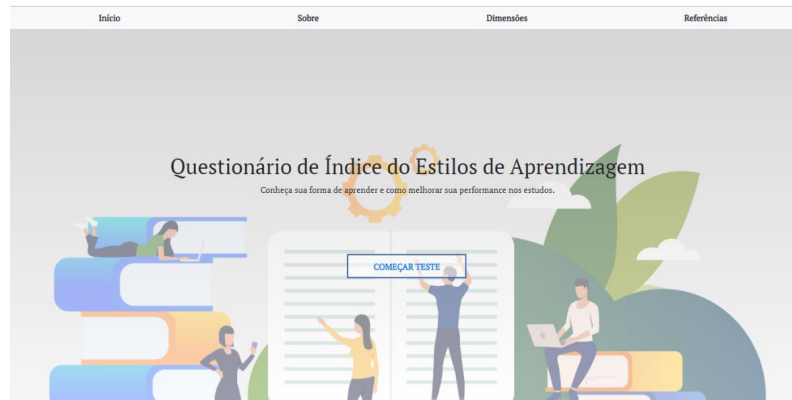 Início Sobre Dimensões Referências
Questionário de Índice do Estilos de Aprendizagem
Conheça sua forma de aprender e como melhorar sua performance nos estudos.
COMEÇAR TESTE